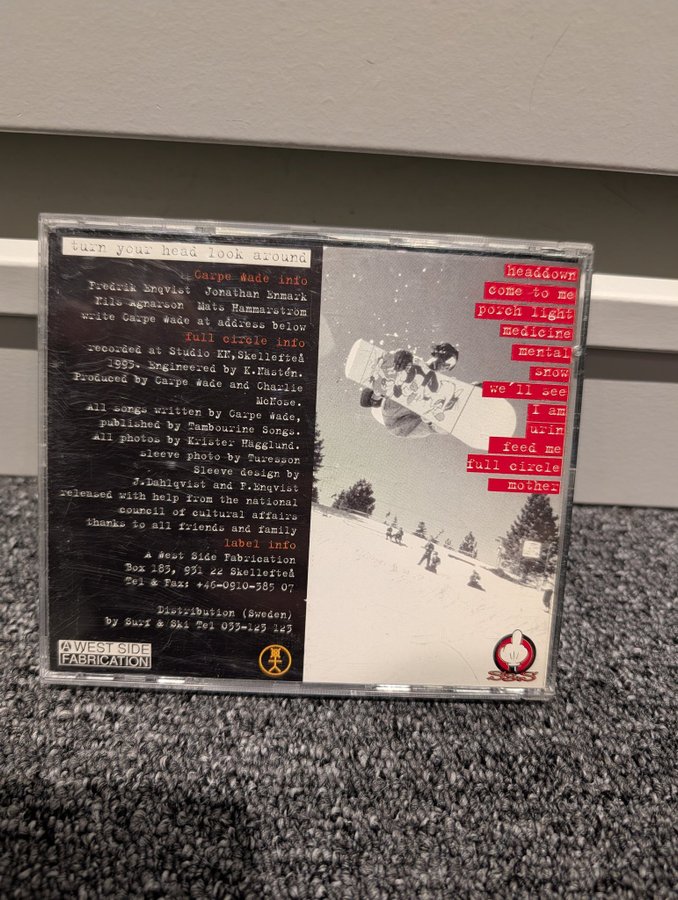 turn your head look around
Carpe Wade info
Fredrik Enqvist Jonathan Enmark
Nils Agnarson Mats Hammarström
write Carpe Wade at address below
full circle info
recorded at Studio KN, Skellefteå
1995. Engineered by K.Nastén.
Produced by Carpe Wade and Charlie
McNose.
All songs written by Carpe Wade,
published by Tambourine Songs.
All photos by Krister Hägglund.
sleeve photo by Turesson
Sleeve design by
J.Dahlqvist and F.Enqvist
released with help from the national
council of cultural affairs
thanks to all friends and family
label info
A West Side Fabrication
Box 183, 931 22 Skellefteå
Tel & Fax: +46-0910-385 07
Distribution (Sweden)
by Surf & Ski Tel 033-123 123
A WEST SIDE
FABRICATION
headdown
come to me
porch light
medicine
mental
snow
we'll see
I am
urin
feed me
full circle
mother